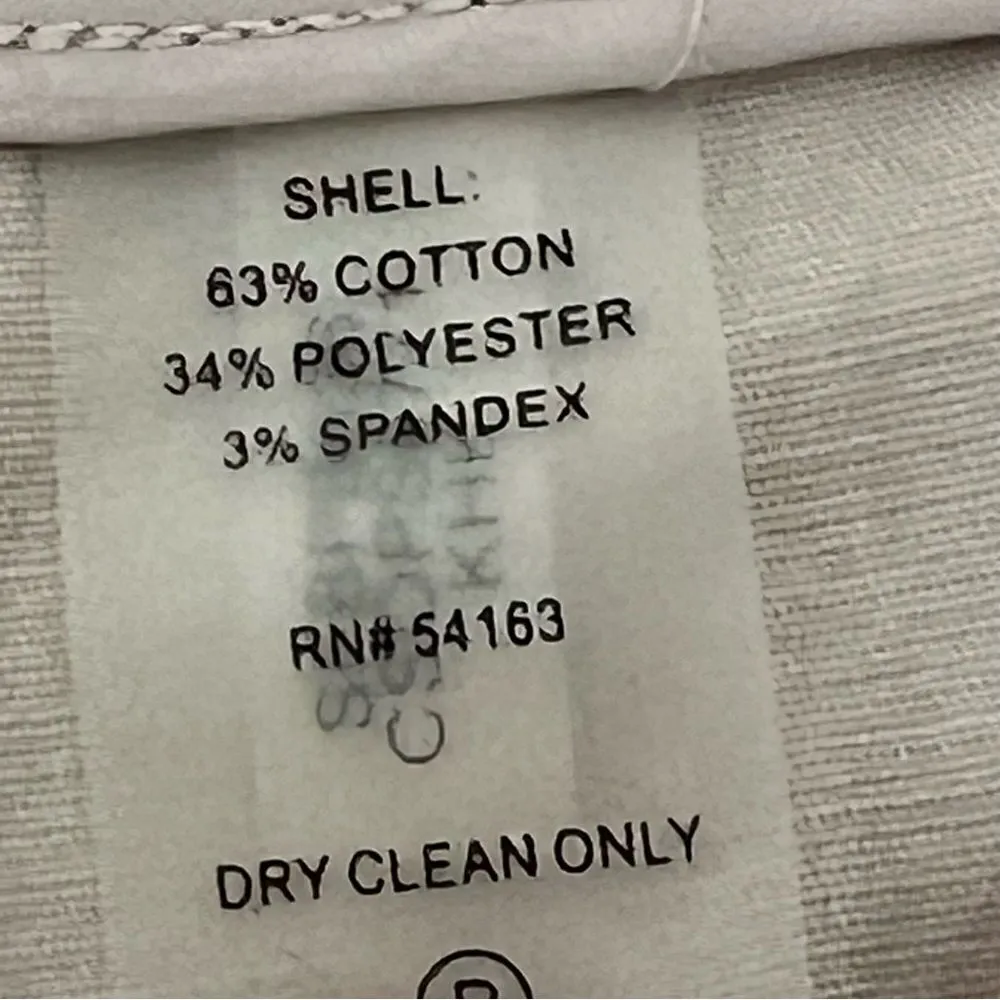 SHELL:
63% COTTON
34% POLYESTER
3% SPANDEX
RN# 54163
DRY CLEAN ONLY
P